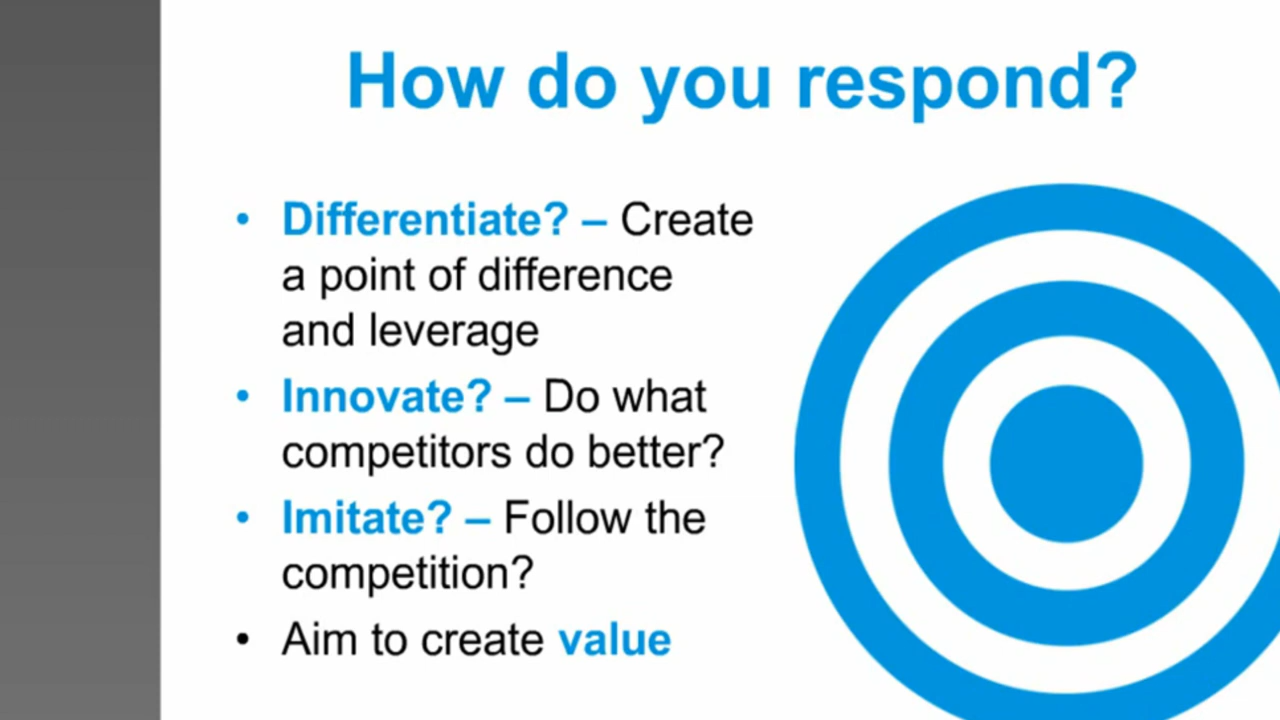 How do you respond?
• Differentiate? – Create
a point of difference
and leverage
• Innovate? – Do what
competitors do better?
• Imitate? – Follow the
competition?
• Aim to create value